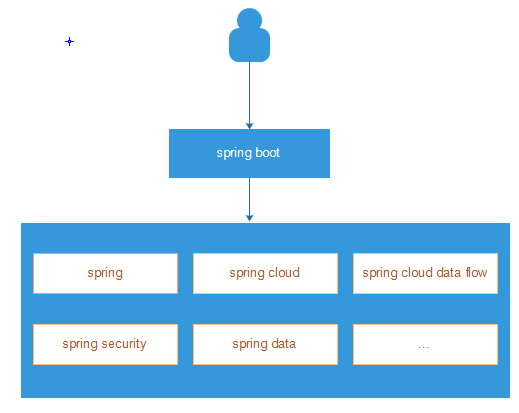 spring boot
spring
spring cloud
spring cloud data flow
spring security
spring data
...